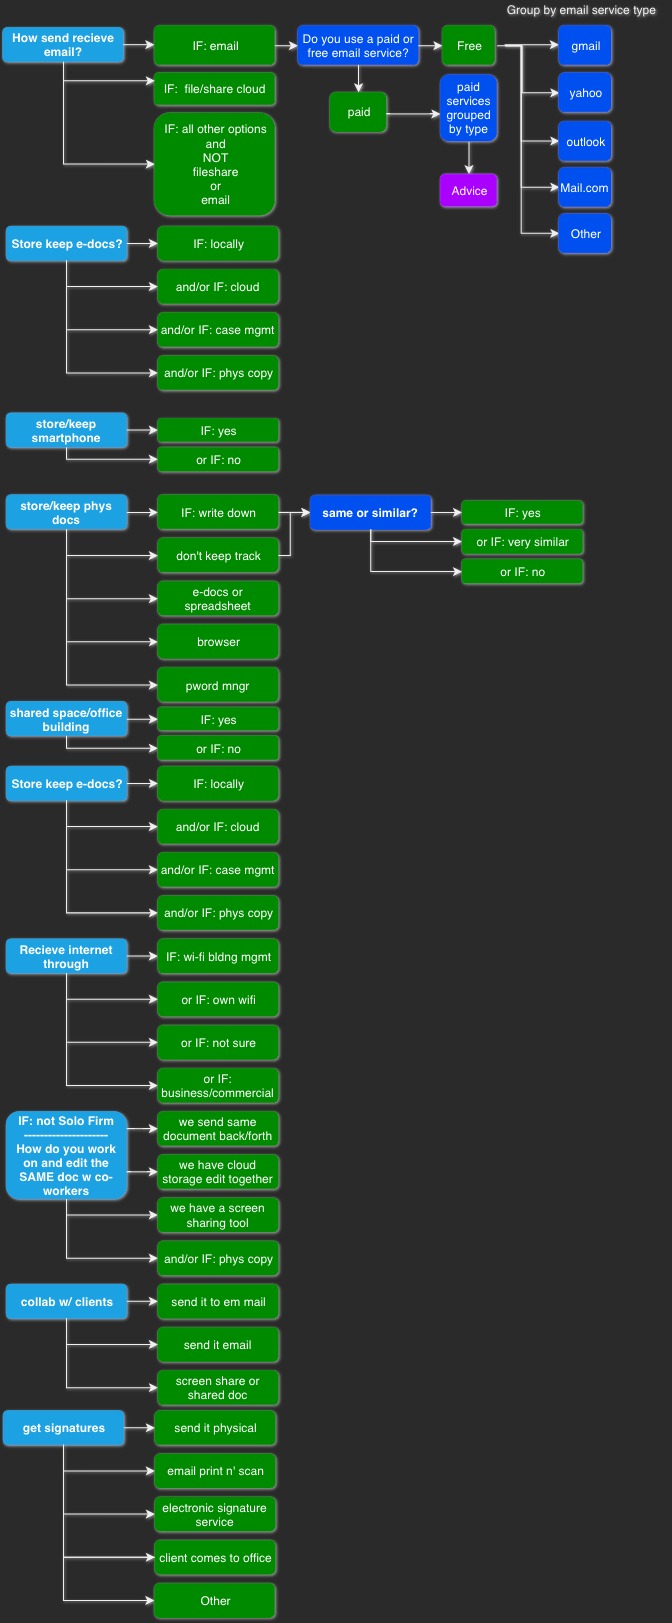 Group by email service type
How send recieve
email?
IF: email
Do you use a paid or
free email service?
Free
gmail
IF:  file/share cloud
paid
paid
services
grouped
by type
yahoo
IF: all other options
and
NOT
fileshare
or
email
outlook
Advice
Mail.com
Other
Store keep e-docs?
IF: locally
and/or IF: cloud
and/or IF: case mgmt
and/or IF: phys copy
store/keep
smartphone
IF: yes
or IF: no
store/keep phys
docs
IF: write down
same or similar?
IF: yes
don't keep track
or IF: very similar
or IF: no
e-docs or
spreadsheet
browser
pword mngr
shared space/office
building
IF: yes
or IF: no
Store keep e-docs?
IF: locally
and/or IF: cloud
and/or IF: case mgmt
and/or IF: phys copy
Recieve internet
through
IF: wi-fi bldng mgmt
or IF: own wifi
or IF: not sure
or IF:
business/commercial
IF: not Solo Firm
---------------------
How do you work
on and edit the
SAME doc w co-
workers
we send same
document back/forth
we have cloud
storage edit together
we have a screen
sharing tool
and/or IF: phys copy
collab w/ clients
send it to em mail
send it email
screen share or
shared doc
get signatures
send it physical
email print n' scan
electronic signature
service
client comes to office
Other